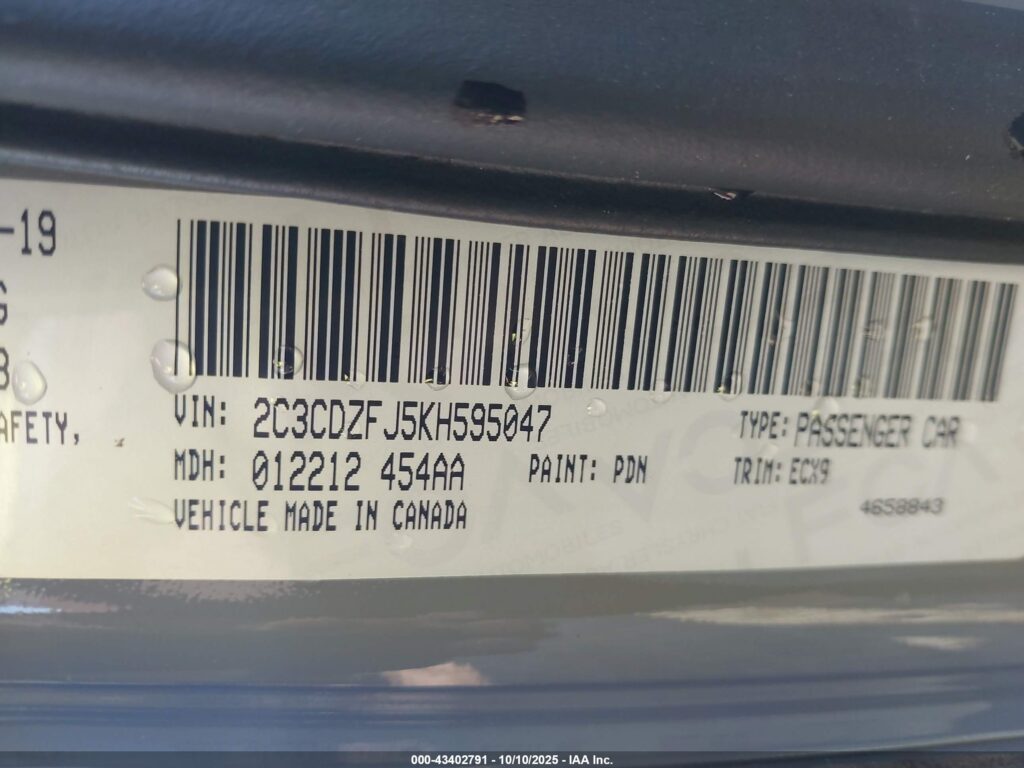 -19
AFETY,
VIN: 2C3CDZFJ5KH595047
TYPE: PASSENGER CAR
MDH: 012212 454AA
PAINT: PDN
TRIM: ECX9
VEHICLE MADE IN CANADA
4658843
000-43402791 - 10/10/2025 - IAA Inc.